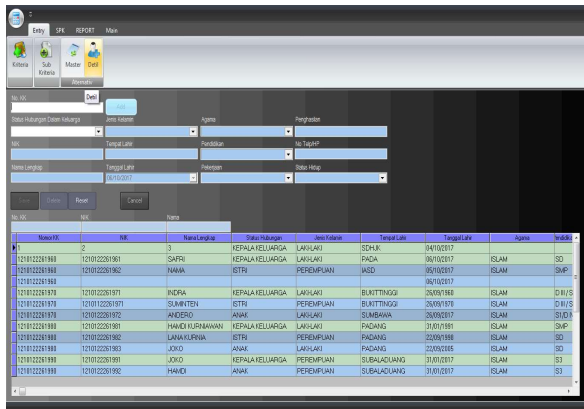 Entry SPK REPORT Main
Kriteria Sub Kriteria Master Detil
Alternatif
Detil
No. KK
Status Hubungan Dalam Keluarga Jenis Kelamin Agama Penghasilan
NIK Tempat Lahir Pendidikan No Telp/HP
Nama Lengkap Tanggal Lahir Pekerjaan Status Hidup
08/10/2017
Save Delete Reset Cancel
No. KK NIK Nama
Nomor KK NIK Nama Lengkap Status Hubungan Jenis Kelamin Tempat Lahir Tanggal Lahir Agama
1 2 3 KEPALA KELUARGA LAKI-LAKI SDHJK 04/10/2017
1210122261960 1210122261961 SAFRI KEPALA KELUARGA LAKI-LAKI PADA 06/10/2017 ISLAM SD
1210122261960 1210122261962 NAMA ISTRI PEREMPUAN IASD 05/10/2017 ISLAM SMP
1210122261960 06/10/2017
1210122261970 1210122261971 INDRA KEPALA KELUARGA LAKI-LAKI BUKITTINGGI 26/09/1960 ISLAM D III/S
1210122261970 1210122261971 SUMINTEN ISTRI PEREMPUAN BUKITTINGGI 26/09/1970 ISLAM D III/S
1210122261970 1210122261972 ANDERO ANAK LAKI-LAKI SUMBAWA 26/09/2017 ISLAM S1/D IV
1210122261980 1210122261981 HAMDI KURNIAWAN KEPALA KELUARGA LAKI-LAKI PADANG 31/01/1991 ISLAM SMP
1210122261980 1210122261982 LANA KURNIA ISTRI PEREMPUAN PADANG 22/09/1998 ISLAM SD
1210122261980 1210122261983 JOKO ANAK LAKI-LAKI PADANG 22/09/2005 ISLAM SD
1210122261990 1210122261991 JOKO KEPALA KELUARGA PEREMPUAN SUBALADUANG 31/01/2017 ISLAM S3
1210122261990 1210122261992 HAMDI ANAK PEREMPUAN SUBALADUANG 31/01/2017 ISLAM S3